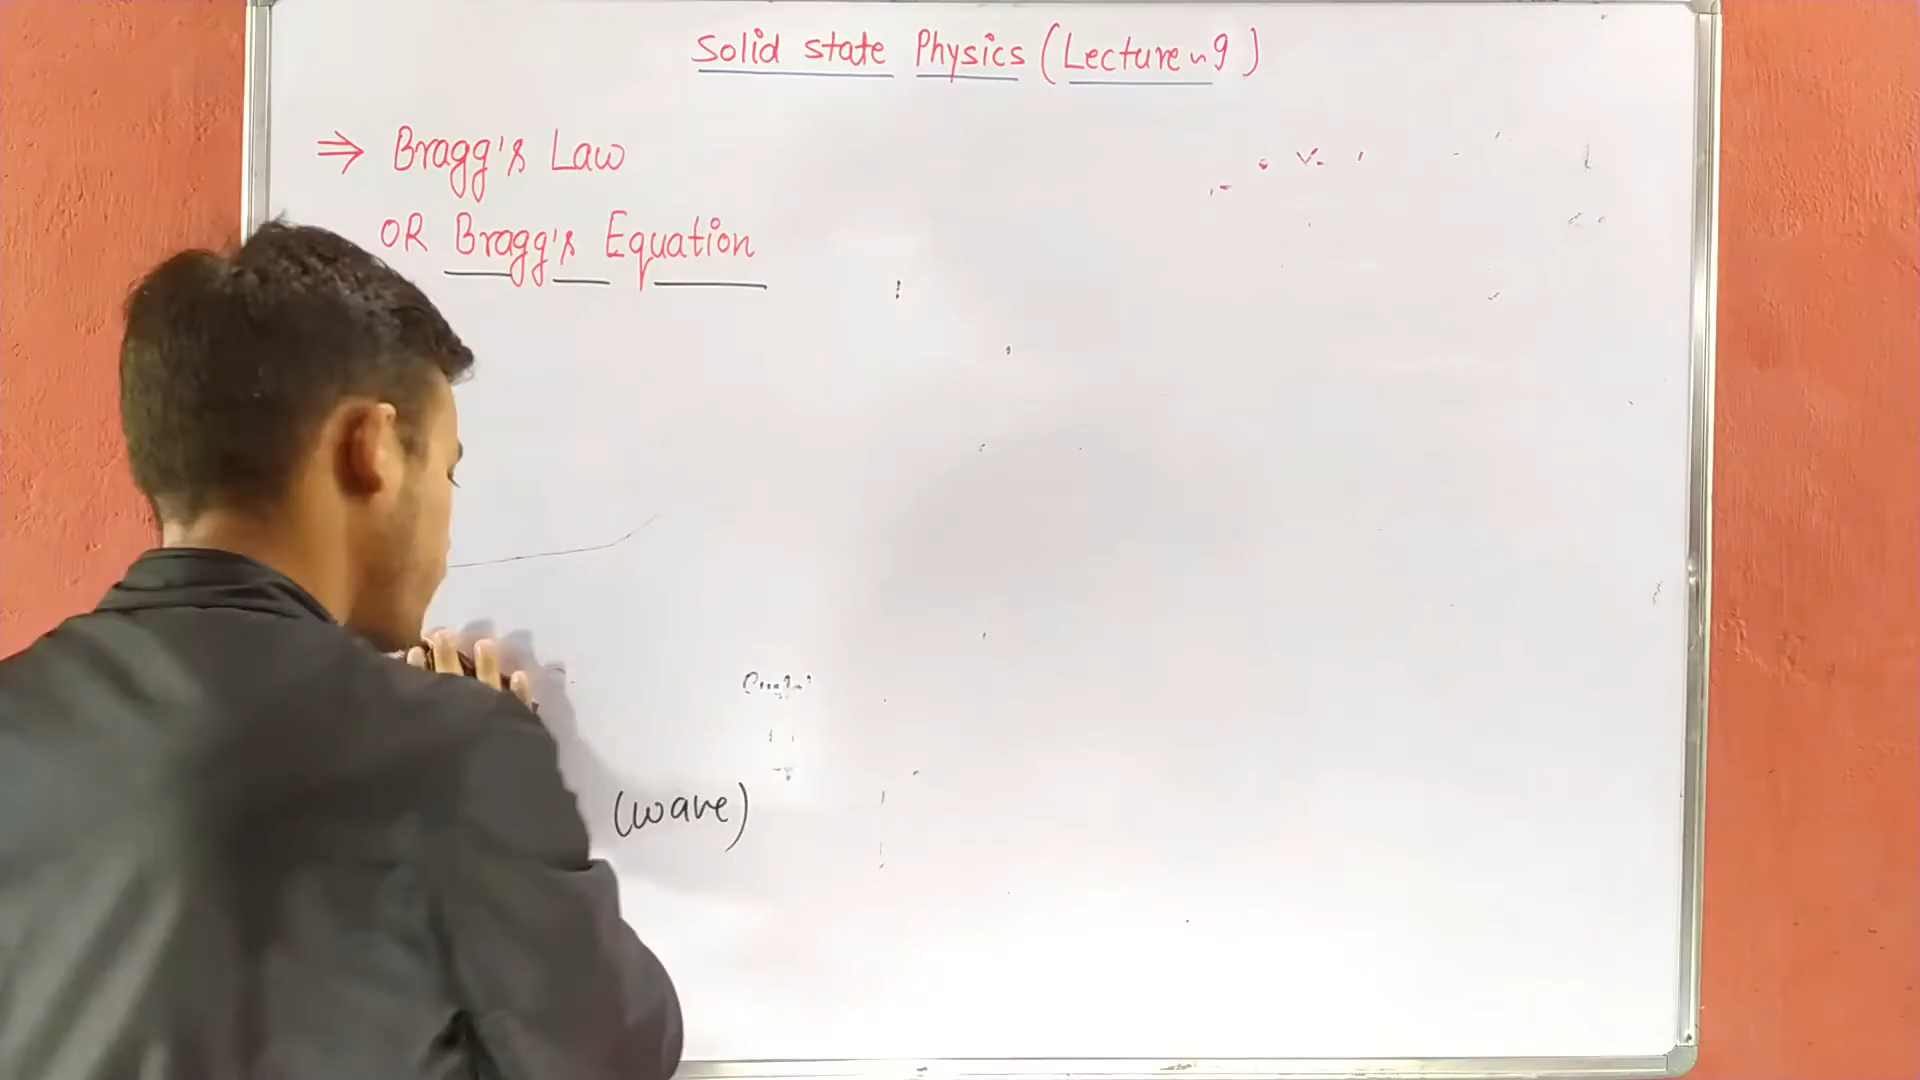 Solid state Physics (Lecture ~ 9)
⇒ Bragg's Law
OR Bragg's Equation
(wave)